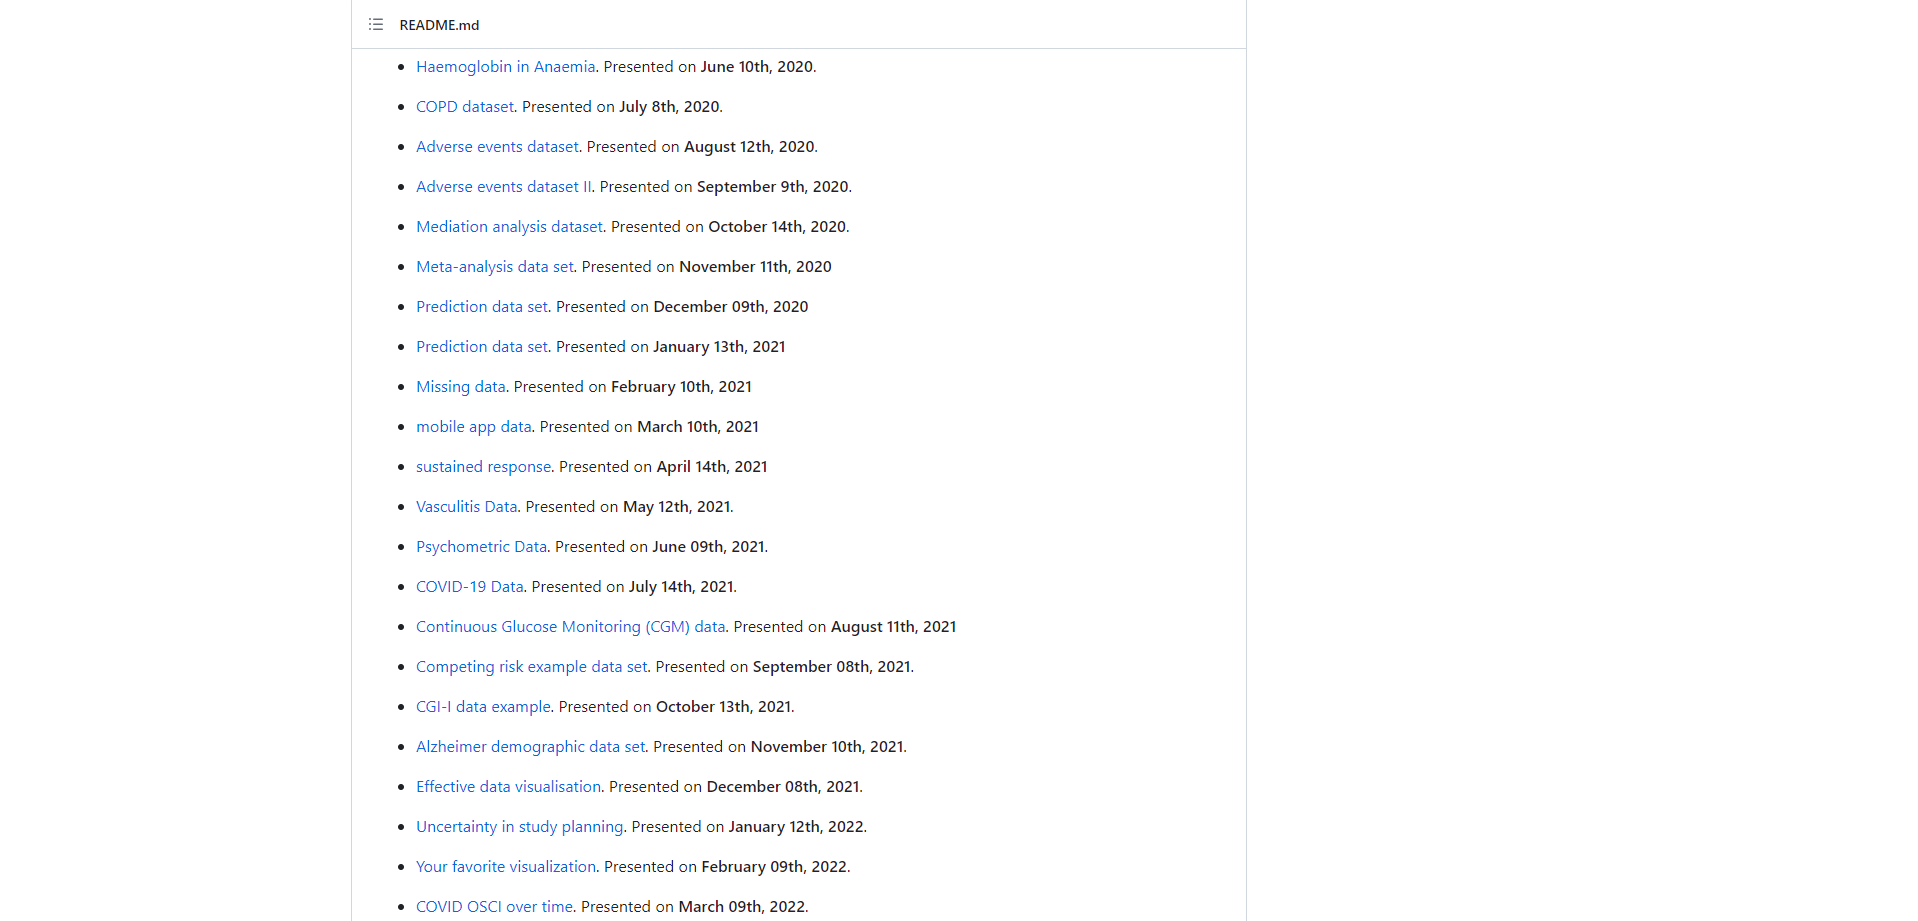 README.md
Haemoglobin in Anaemia. Presented on June 10th, 2020.
COPD dataset. Presented on July 8th, 2020.
Adverse events dataset. Presented on August 12th, 2020.
Adverse events dataset II. Presented on September 9th, 2020.
Mediation analysis dataset. Presented on October 14th, 2020.
Meta-analysis data set. Presented on November 11th, 2020
Prediction data set. Presented on December 09th, 2020
Prediction data set. Presented on January 13th, 2021
Missing data. Presented on February 10th, 2021
mobile app data. Presented on March 10th, 2021
sustained response. Presented on April 14th, 2021
Vasculitis Data. Presented on May 12th, 2021.
Psychometric Data. Presented on June 09th, 2021.
COVID-19 Data. Presented on July 14th, 2021.
Continuous Glucose Monitoring (CGM) data. Presented on August 11th, 2021
Competing risk example data set. Presented on September 08th, 2021.
CGI-I data example. Presented on October 13th, 2021.
Alzheimer demographic data set. Presented on November 10th, 2021.
Effective data visualisation. Presented on December 08th, 2021.
Uncertainty in study planning. Presented on January 12th, 2022.
Your favorite visualization. Presented on February 09th, 2022.
COVID OSCI over time. Presented on March 09th, 2022.